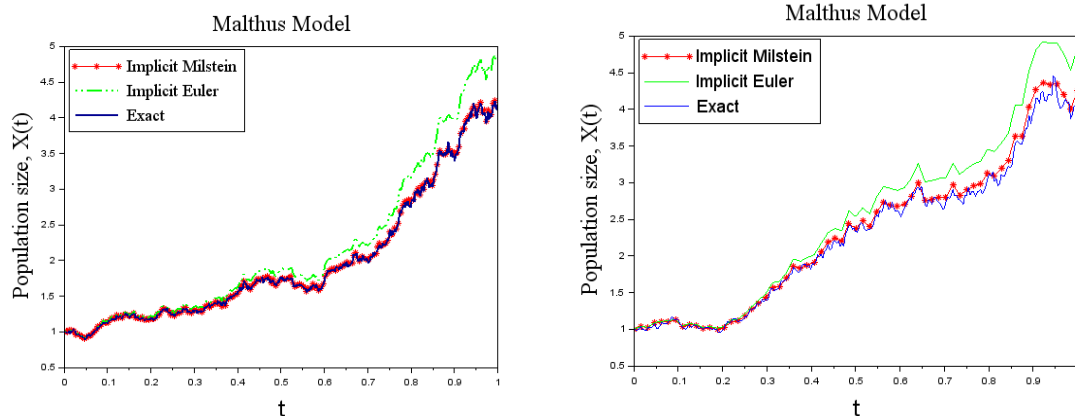 Malthus Model
Population size, X(t)
5
4.5
4
3.5
3
2.5
2
1.5
1
0.5
Implicit Milstein
Implicit Euler
Exact
0 0.1 0.2 0.3 0.4 0.5 0.6 0.7 0.8 0.9 1
t
Malthus Model
Population size, X(t)
5
4.5
4
3.5
3
2.5
2
1.5
1
0.5
Implicit Milstein
Implicit Euler
Exact
0 0.1 0.2 0.3 0.4 0.5 0.6 0.7 0.8 0.9
t